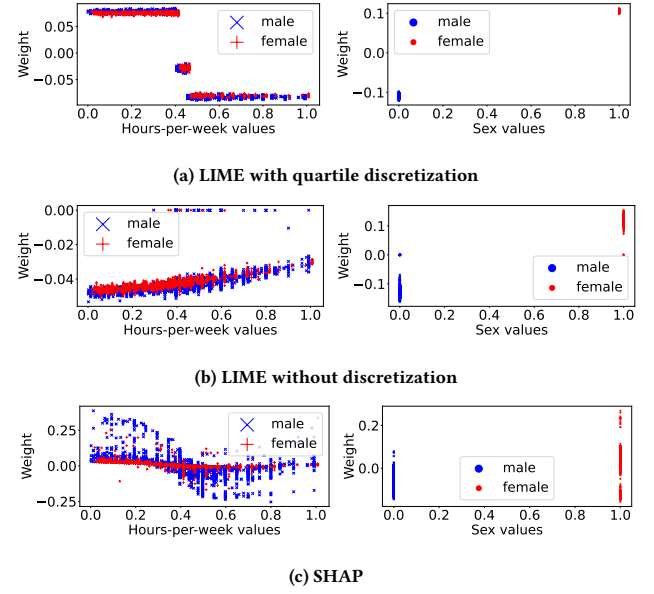 0.05
0.00
−0.05
Weight
male
female
0.0 0.2 0.4 0.6 0.8 1.0
Hours-per-week values
0.1
0.0
−0.1
Weight
male
female
0.0 0.2 0.4 0.6 0.8 1.0
Sex values
(a) LIME with quartile discretization
0.00
−0.02
−0.04
Weight
male
female
0.0 0.2 0.4 0.6 0.8 1.0
Hours-per-week values
0.1
0.0
−0.1
Weight
male
female
0.0 0.2 0.4 0.6 0.8 1.0
Sex values
(b) LIME without discretization
0.25
0.00
−0.25
Weight
male
female
0.0 0.2 0.4 0.6 0.8 1.0
Hours-per-week values
0.2
0.0
Weight
male
female
0.0 0.2 0.4 0.6 0.8 1.0
Sex values
(c) SHAP